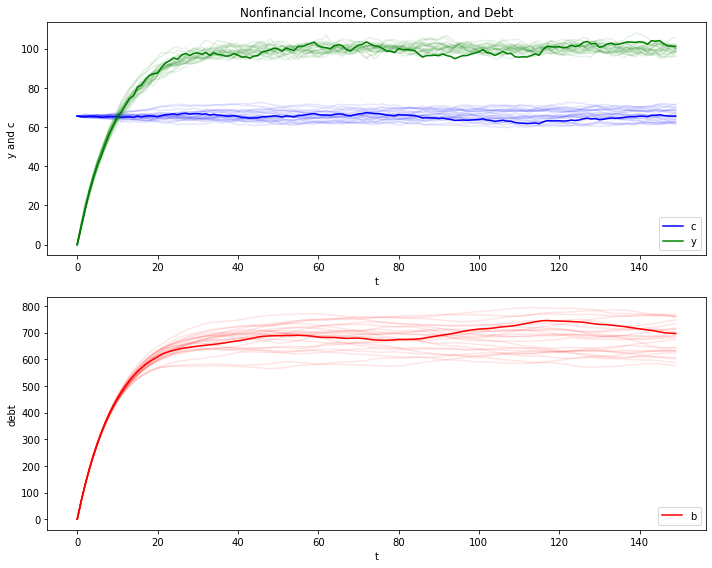 Nonfinancial Income, Consumption, and Debt
y and c
100
80
60
40
20
0
c
y
0 20 40 60 80 100 120 140
t
debt
800
700
600
500
400
300
200
100
0
b
0 20 40 60 80 100 120 140
t